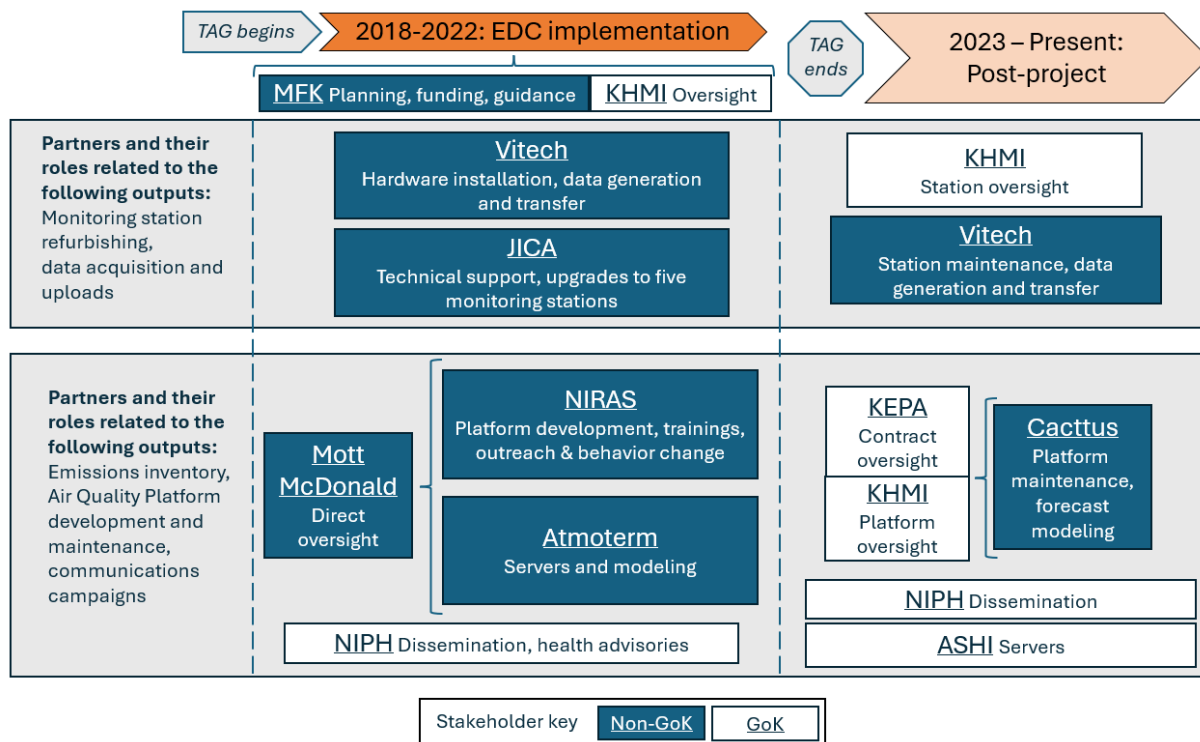 TAG begins
2018-2022: EDC implementation
TAG
ends
2023 – Present:
Post-project
MFK Planning, funding, guidance
KHMI Oversight
Partners and their
roles related to the
following outputs:
Monitoring station
refurbishing,
data acquisition and
uploads
Vitech
Hardware installation, data generation
and transfer
JICA
Technical support, upgrades to five
monitoring stations
KHMI
Station oversight
Vitech
Station maintenance, data
generation and transfer
Partners and their
roles related to the
following outputs:
Emissions inventory,
Air Quality Platform
development and
maintenance,
communications
campaigns
Mott
McDonald
Direct
oversight
NIRAS
Platform development, trainings,
outreach & behavior change
Atmoterm
Servers and modeling
NIPH Dissemination, health advisories
KEPA
Contract
oversight
KHMI
Platform
oversight
Cacttus
Platform
maintenance,
forecast
modeling
NIPH Dissemination
ASHI Servers
Stakeholder key
Non-GoK
GoK